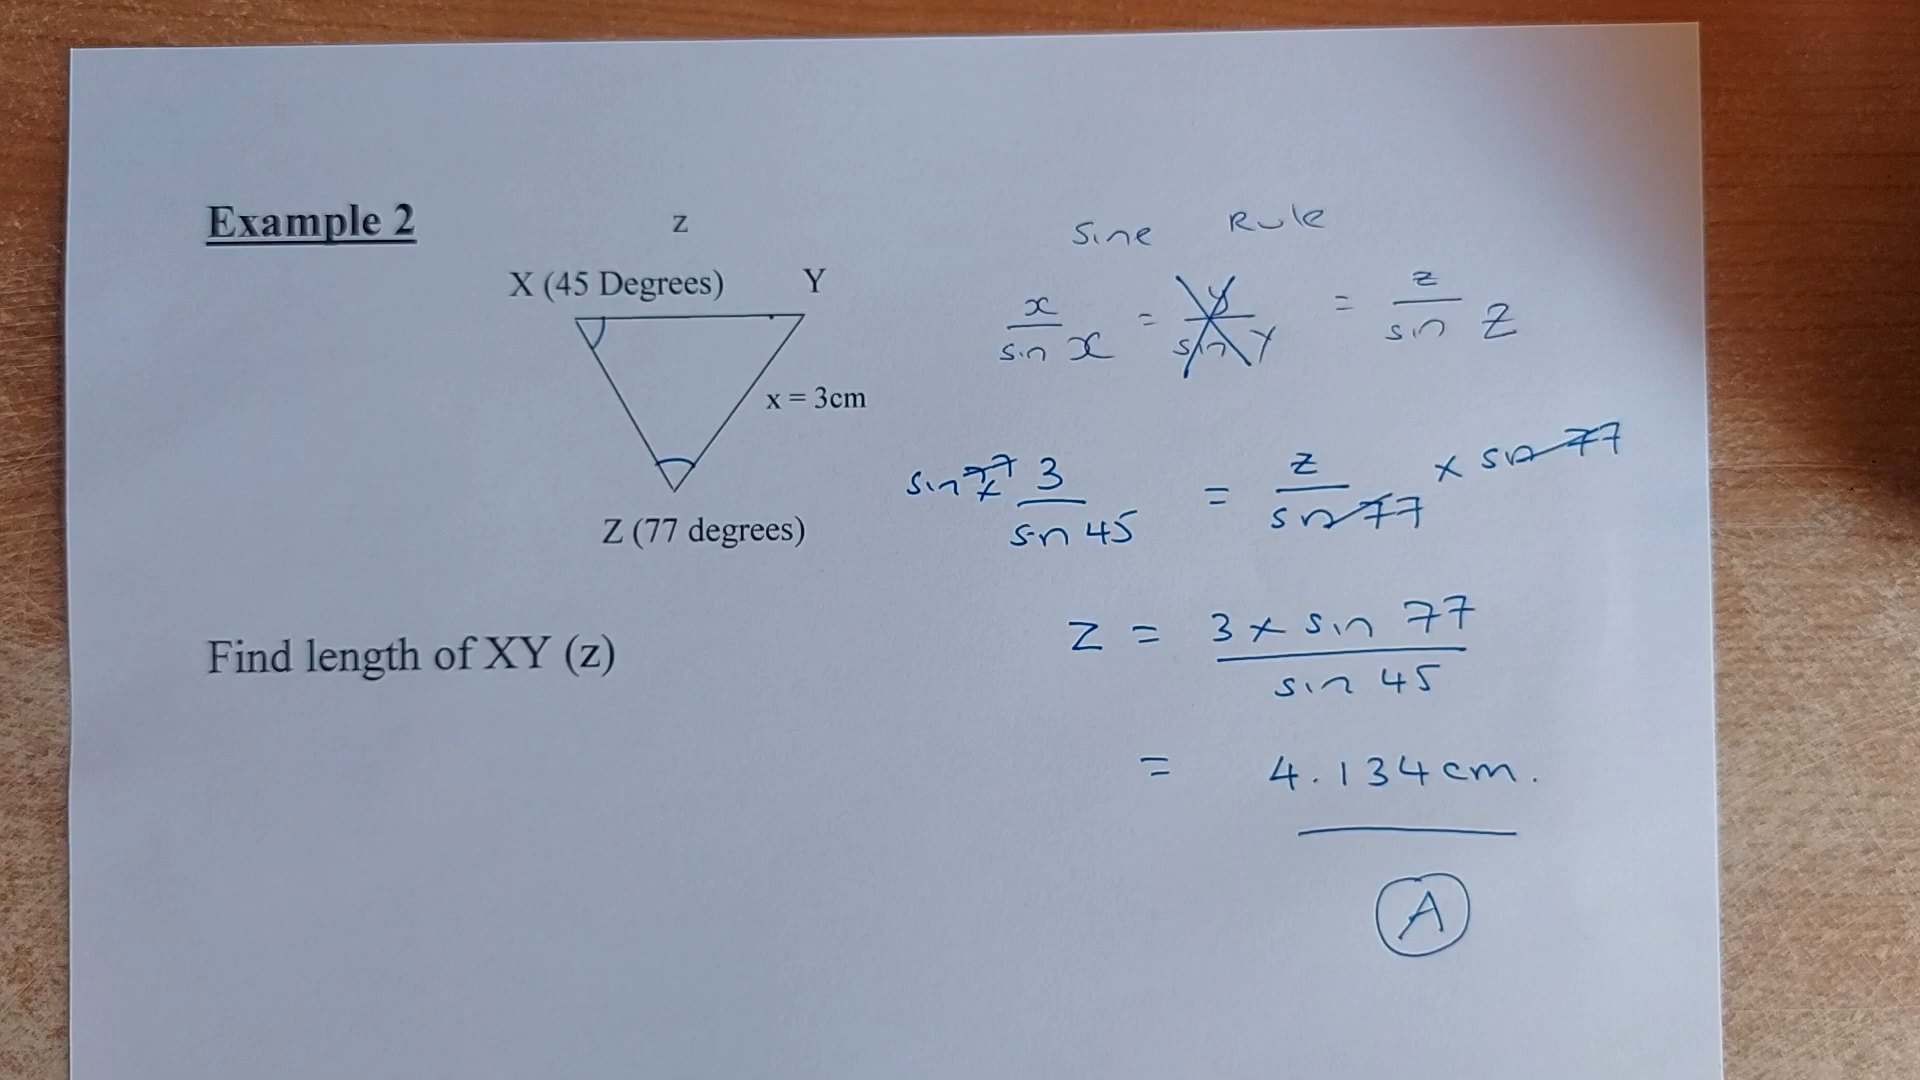 Example 2
z
X (45 Degrees) Y
x = 3cm
Z (77 degrees)
Find length of XY (z)
Sine Rule
x/sin x = y/sin Y = z/sin Z
sin 77 x 3/sin 45 = z/sin 77 x sin 77
z = 3 x sin 77/sin 45
= 4.134cm.
A